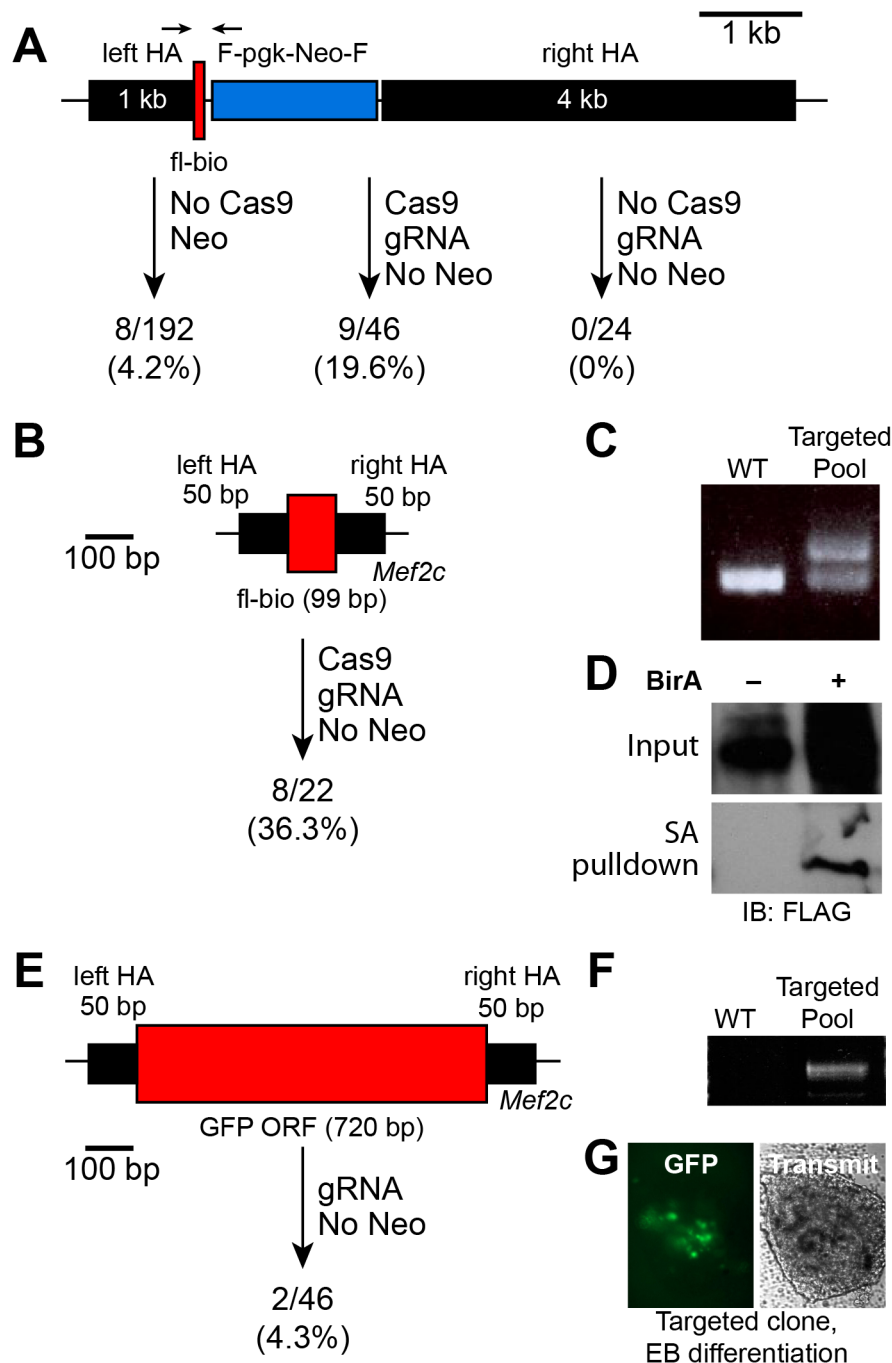 A
left HA
F-pgk-Neo-F
right HA
1 kb
1 kb
4 kb
fl-bio
No Cas9
Neo
Cas9
gRNA
No Neo
No Cas9
gRNA
No Neo
8/192
(4.2%)
9/46
(19.6%)
0/24
(0%)
B
left HA
50 bp
right HA
50 bp
100 bp
Mef2c
fl-bio (99 bp)
Cas9
gRNA
No Neo
8/22
(36.3%)
C
WT
Targeted
Pool
D
BirA
–
+
Input
SA
pulldown
IB: FLAG
E
left HA
50 bp
right HA
50 bp
Mef2c
GFP ORF (720 bp)
100 bp
gRNA
No Neo
2/46
(4.3%)
F
WT
Targeted
Pool
G
GFP
Transmit
Targeted clone,
EB differentiation